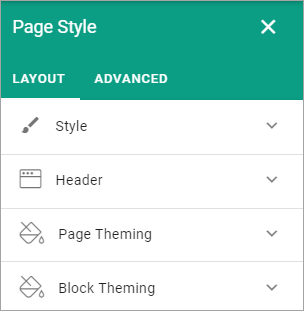 Page Style
LAYOUT ADVANCED
Style
Header
Page Theming
Block Theming